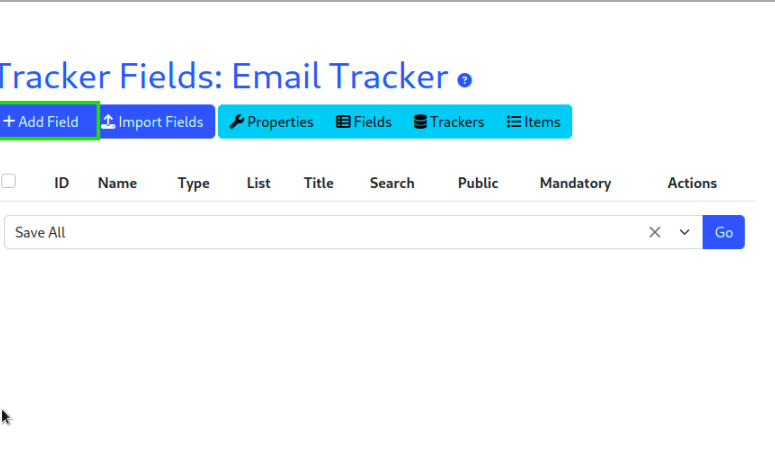 Tracker Fields: Email Tracker ?
+ Add Field Import Fields Properties Fields Trackers Items
ID Name Type List Title Search Public Mandatory Actions
Save All Go